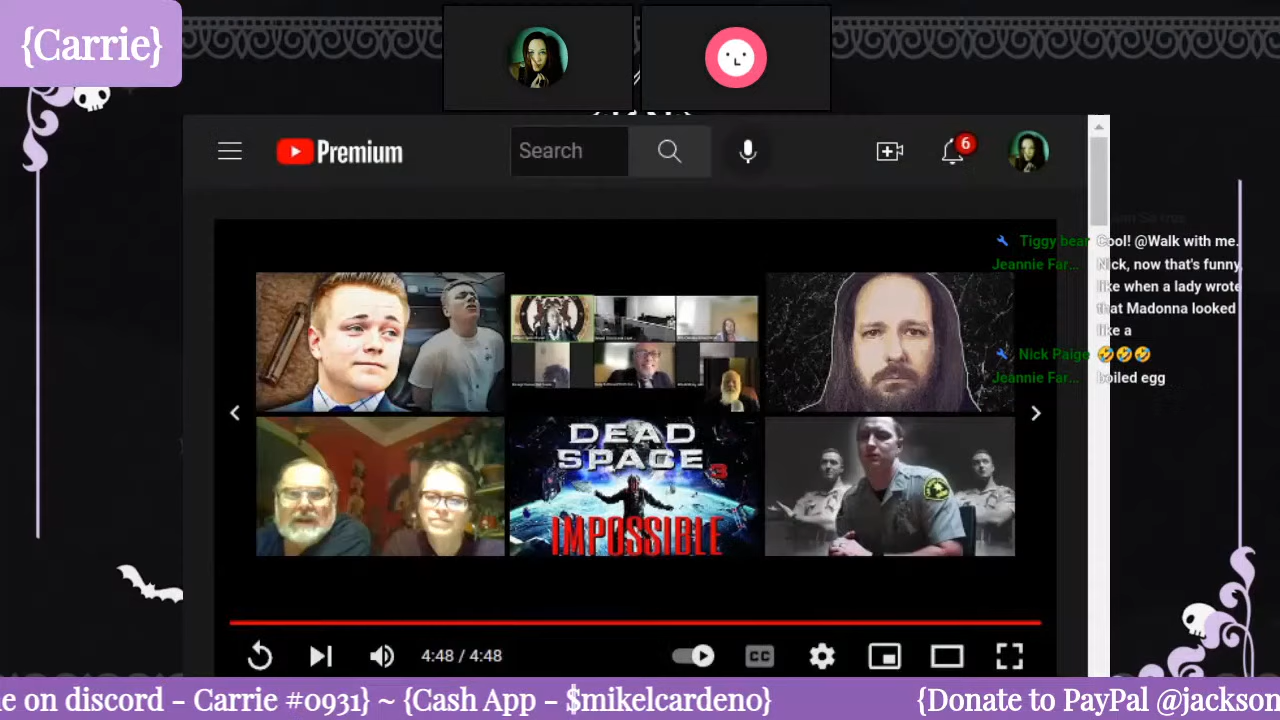 {Carrie}
Premium
Search
6
Tiggy bear Cool! @Walk with me.
Jeannie Far... Nick, now that's funny,
like when a lady wrote
that Madonna looked
like a
Nick Paige 🤣🤣🤣
Jeannie Far... boiled egg
DEAD
SPACE 3
IMPOSSIBLE
4:48 / 4:48
CC
e on discord - Carrie #0931} ~ {Cash App - $mikelcardeno}
{Donate to PayPal @jackson